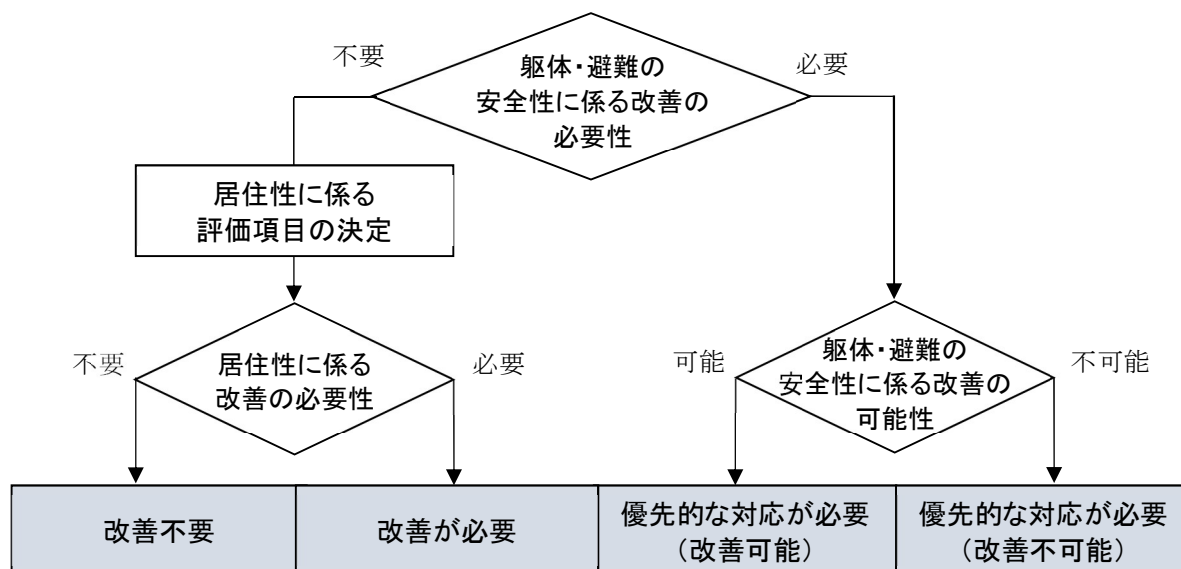 不要
躯体・避難の
安全性に係る改善の
必要性
必要
居住性に係る
評価項目の決定
不要
居住性に係る
改善の必要性
必要
可能
躯体・避難の
安全性に係る改善の
可能性
不可能
改善不要
改善が必要
優先的な対応が必要
（改善可能）
優先的な対応が必要
（改善不可能）